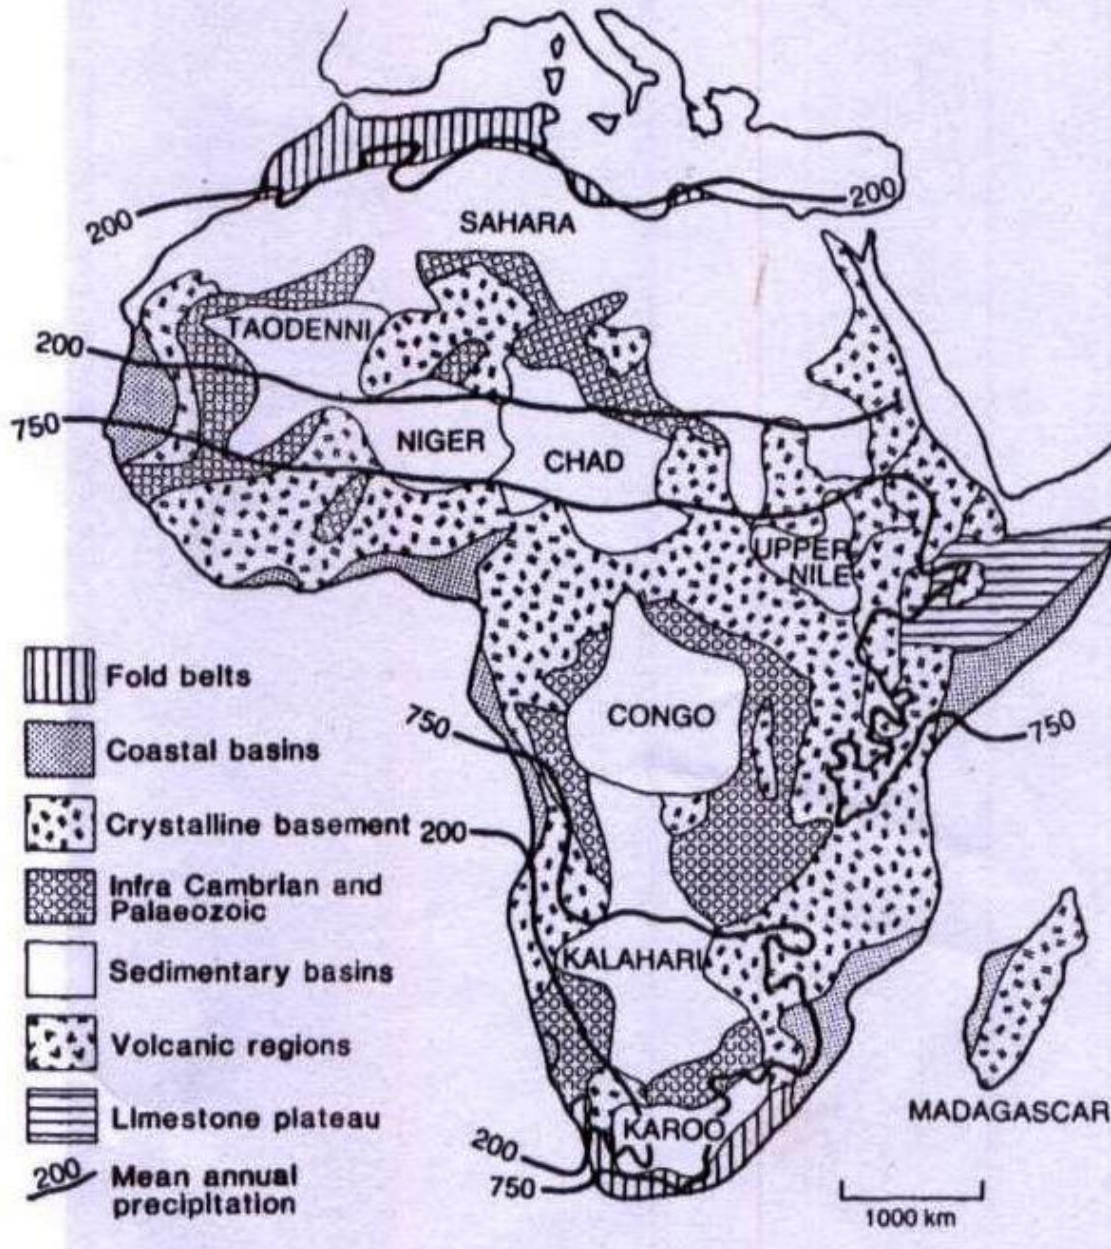 200
SAHARA
200
TAODENNI
200
750
NIGER
CHAD
UPPER
NILE
Fold belts
Coastal basins
Crystalline basement
Infra Cambrian and
Palaeozoic
Sedimentary basins
Volcanic regions
LImestone plateau
200
Mean annual
precipitation
CONGO
750
750
200
KALAHARI
MADAGASCAR
KAROO
200
750
1000 km